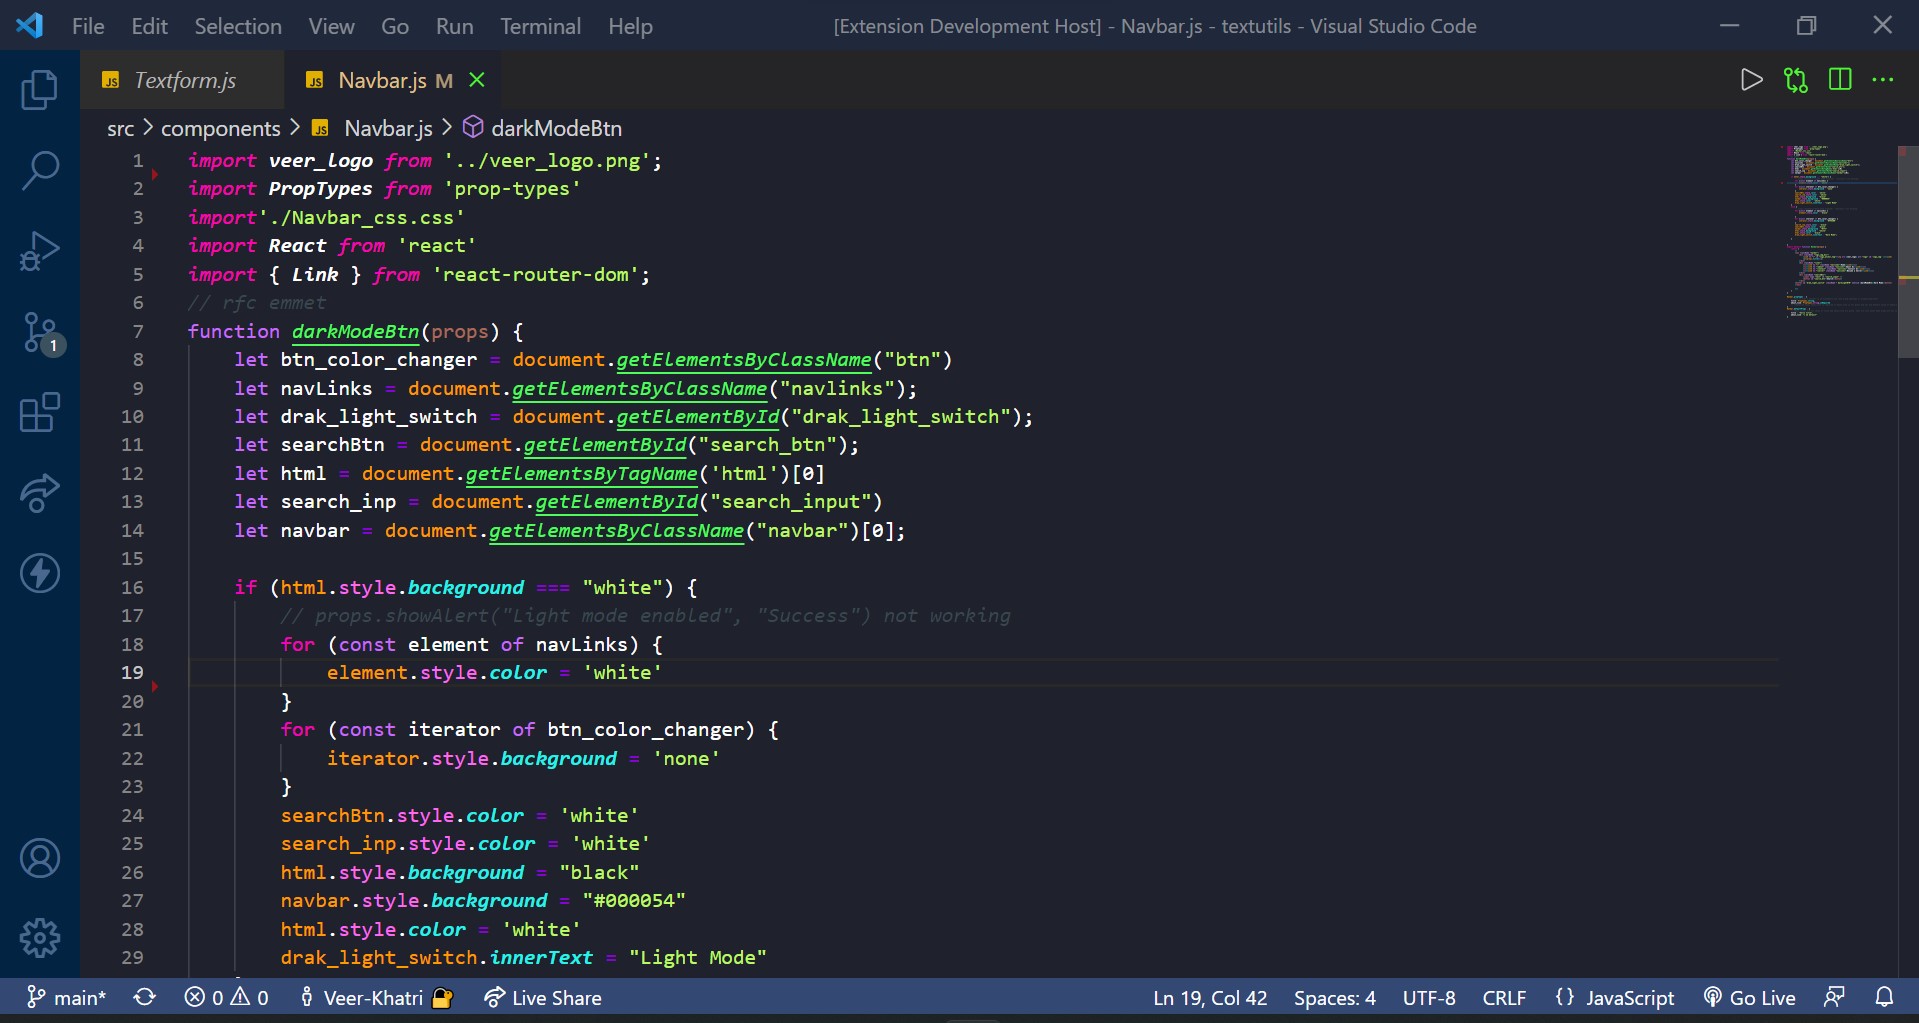 File Edit Selection View Go Run Terminal Help [Extension Development Host] - Navbar.js - textutils - Visual Studio Code
JS Textform.js JS Navbar.js M
src > components > JS Navbar.js > darkModeBtn
1 import veer_logo from '../veer_logo.png';
2 import PropTypes from 'prop-types'
3 import'./Navbar_css.css'
4 import React from 'react'
5 import { Link } from 'react-router-dom';
6 // rfc emmet
7 function darkModeBtn(props) {
8 let btn_color_changer = document.getElementsByClassName("btn")
9 let navLinks = document.getElementsByClassName("navlinks");
10 let drak_light_switch = document.getElementById("drak_light_switch");
11 let searchBtn = document.getElementById("search_btn");
12 let html = document.getElementsByTagName('html')[0]
13 let search_inp = document.getElementById("search_input")
14 let navbar = document.getElementsByClassName("navbar")[0];
15
16 if (html.style.background === "white") {
17 // props.showAlert("Light mode enabled", "Success") not working
18 for (const element of navLinks) {
19 element.style.color = 'white'
20 }
21 for (const iterator of btn_color_changer) {
22 iterator.style.background = 'none'
23 }
24 searchBtn.style.color = 'white'
25 search_inp.style.color = 'white'
26 html.style.background = "black"
27 navbar.style.background = "#000054"
28 html.style.color = 'white'
29 drak_light_switch.innerText = "Light Mode"
1
main* 0 0 Veer-Khatri Live Share Ln 19, Col 42 Spaces: 4 UTF-8 CRLF {} JavaScript Go Live